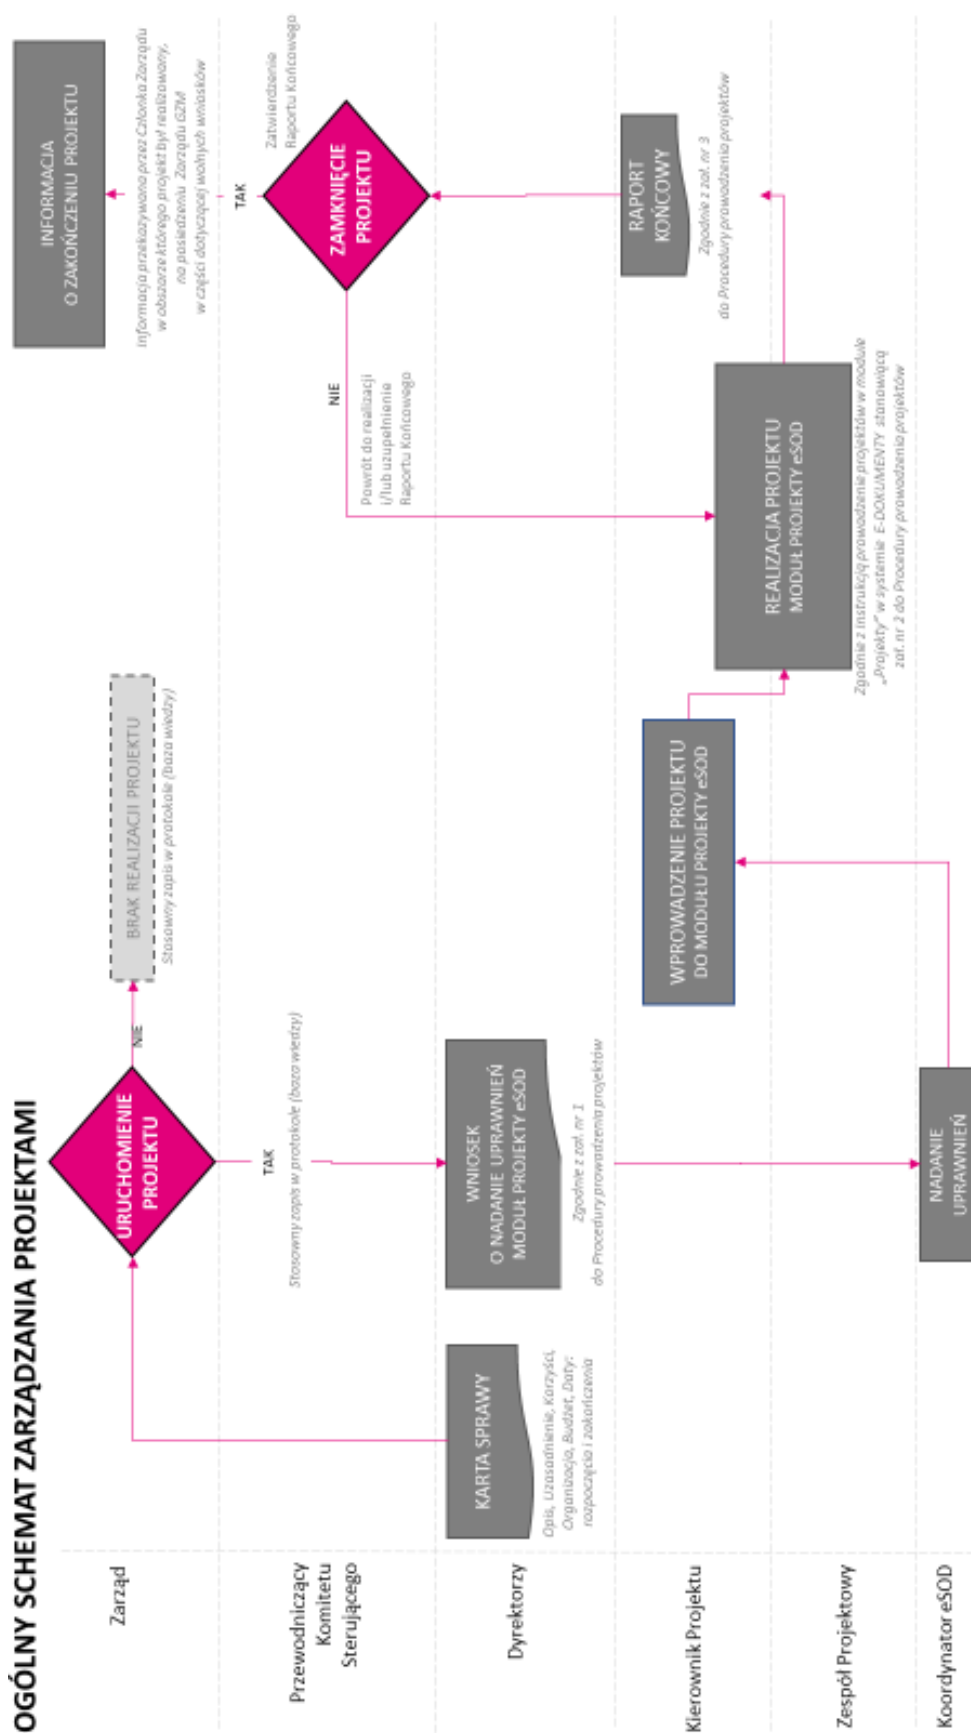 OGÓLNY SCHEMAT ZARZĄDZANIA PROJEKTAMI
Zarząd
URUCHOMIENIE
PROJEKTU
NIE
BRAK REALIZACJI PROJEKTU
Stosowny zapis w protokole (baza wiedzy)
INFORMACJA
O ZAKOŃCZENIU PROJEKTU
Informacja przekazywana przez Członka Zarządu
w obszarze którego projekt był realizowany,
na posiedzeniu Zarządu GZM
w części dotyczącej wolnych wniosków
Przewodniczący
Komitetu
Sterującego
TAK
Stosowny zapis w protokole (baza wiedzy)
TAK
Zatwierdzenie
Raportu Końcowego
ZAMKNIĘCIE
PROJEKTU
NIE
Powrót do realizacji
i/lub uzupełnienie
Raportu Końcowego
Dyrektorzy
KARTA SPRAWY
Opis, Uzasadnienie, Korzyści,
Organizacja, Budżet, Daty:
rozpoczęcia i zakończenia
WNIOSEK
O NADANIE UPRAWNIEŃ
MODUŁ PROJEKTY eSOD
Zgodnie z zał. nr 1
do Procedury prowadzenia projektów
Kierownik Projektu
WPROWADZENIE PROJEKTU
DO MODUŁU PROJEKTY eSOD
RAPORT
KOŃCOWY
Zgodnie z zał. nr 3
do Procedury prowadzenia projektów
Zespół Projektowy
REALIZACJA PROJEKTU
MODUŁ PROJEKTY eSOD
Zgodnie z instrukcją prowadzenie projektów w module
„Projekty” w systemie E-DOKUMENTY stanowiącą
zał. nr 2 do Procedury prowadzenia projektów
Koordynator eSOD
NADANIE
UPRAWNIEŃ